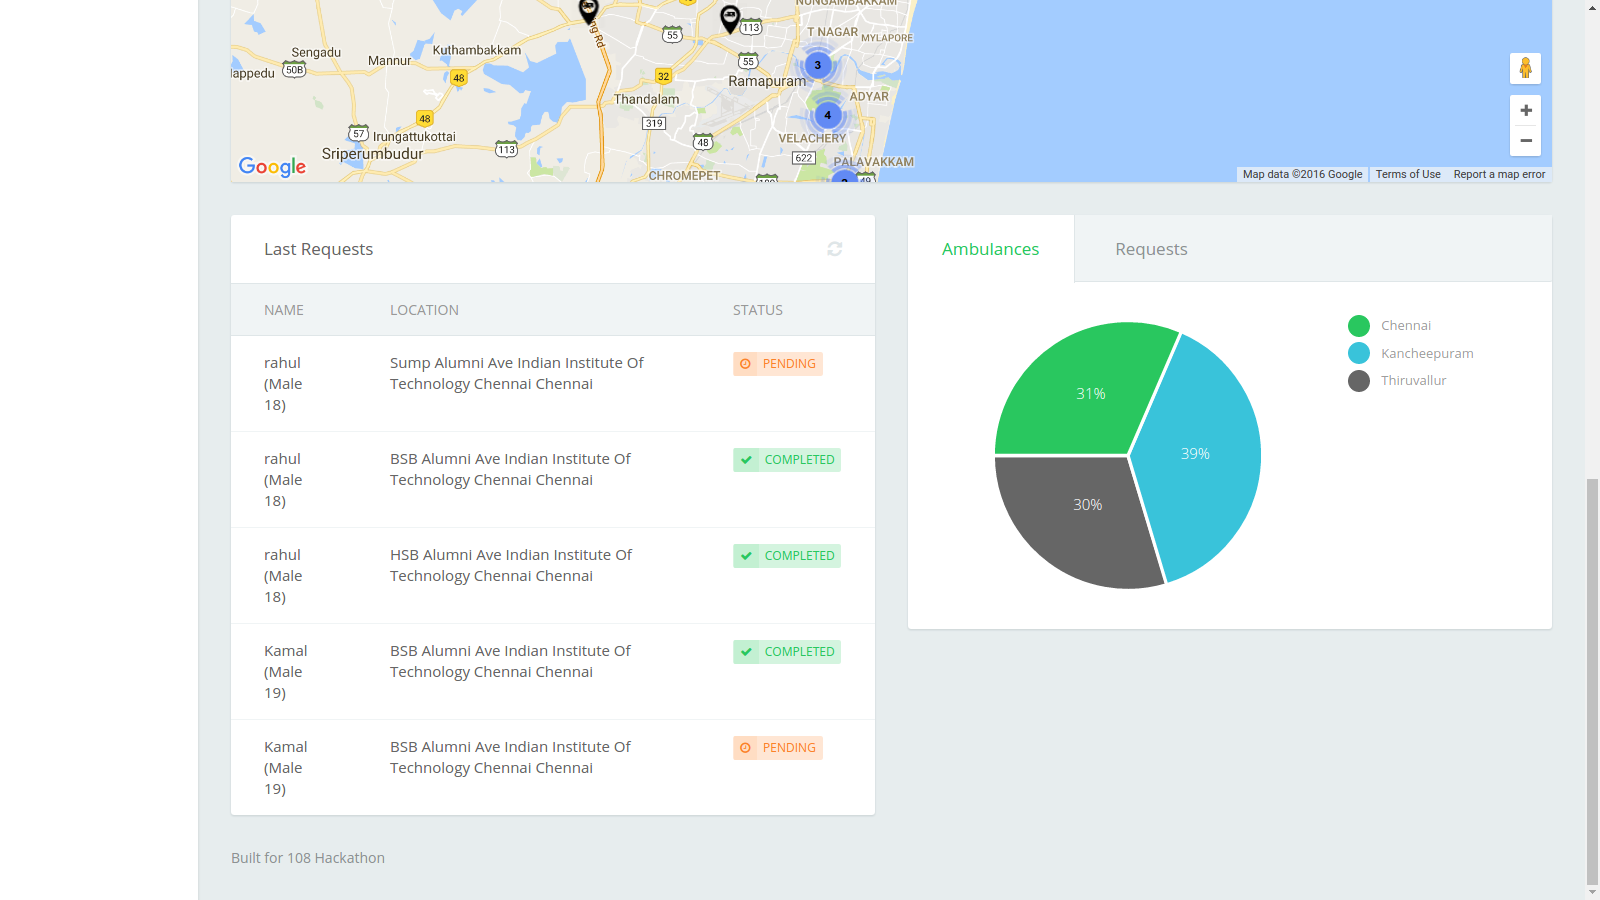 NUNGAMBAKKAM
113
55
T NAGAR
MYLAPORE
Sengadu
Kuthambakkam
Mannur
lappedu
50B
48
55
3
32
Ramapuram
Thandalam
ADYAR
48
319
4
57
Irungattukottai
48
VELACHERY
Sriperumbudur
113
622
PALAVAKKAM
Google
CHROMEPET
49
Map data ©2016 Google
Terms of Use
Report a map error
Last Requests
NAME LOCATION STATUS
rahul (Male 18)
Sump Alumni Ave Indian Institute Of
Technology Chennai Chennai
PENDING
rahul (Male 18)
BSB Alumni Ave Indian Institute Of
Technology Chennai Chennai
COMPLETED
rahul (Male 18)
HSB Alumni Ave Indian Institute Of
Technology Chennai Chennai
COMPLETED
Kamal (Male 19)
BSB Alumni Ave Indian Institute Of
Technology Chennai Chennai
COMPLETED
Kamal (Male 19)
BSB Alumni Ave Indian Institute Of
Technology Chennai Chennai
PENDING
Ambulances
Requests
31%
39%
30%
Chennai
Kancheepuram
Thiruvallur
Built for 108 Hackathon